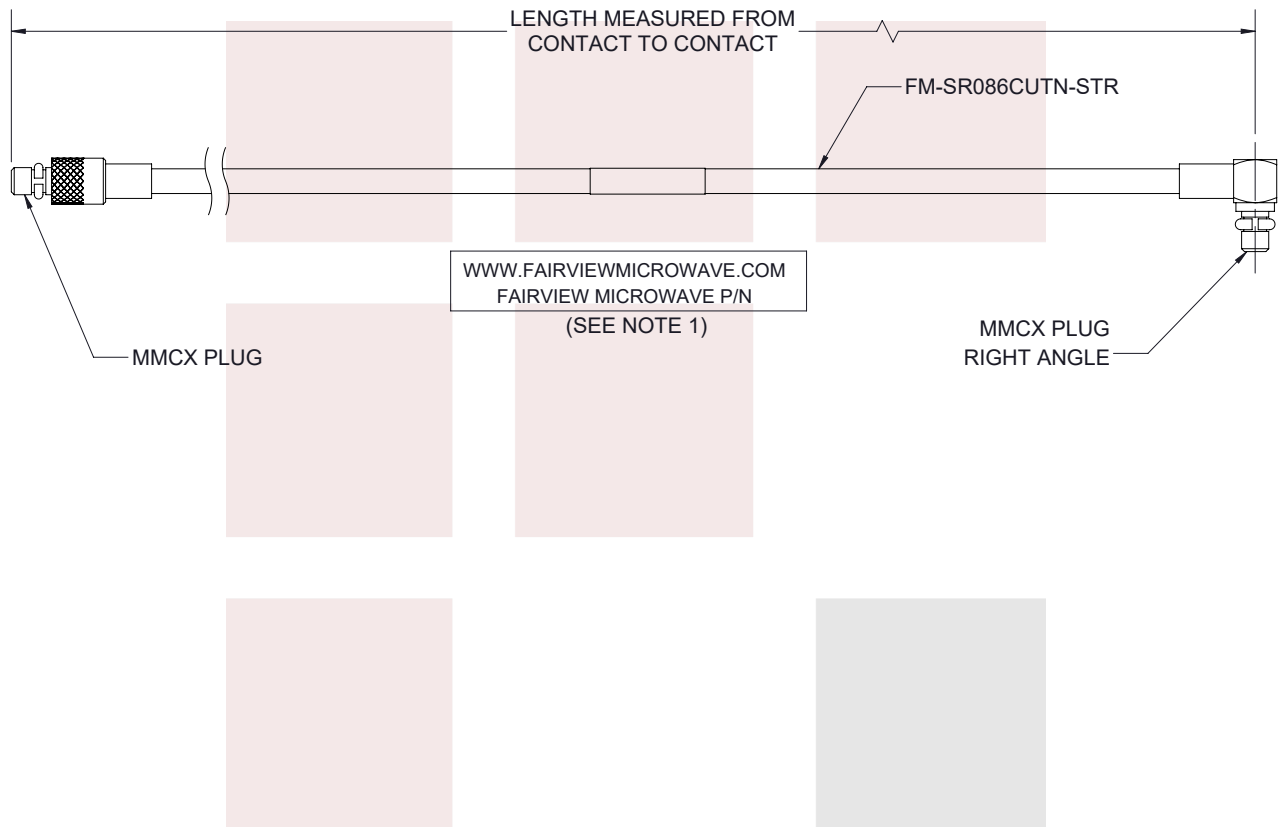 LENGTH MEASURED FROM
CONTACT TO CONTACT
FM-SR086CUTN-STR
WWW.FAIRVIEWMICROWAVE.COM
FAIRVIEW MICROWAVE P/N
(SEE NOTE 1)
MMCX PLUG
MMCX PLUG
RIGHT ANGLE